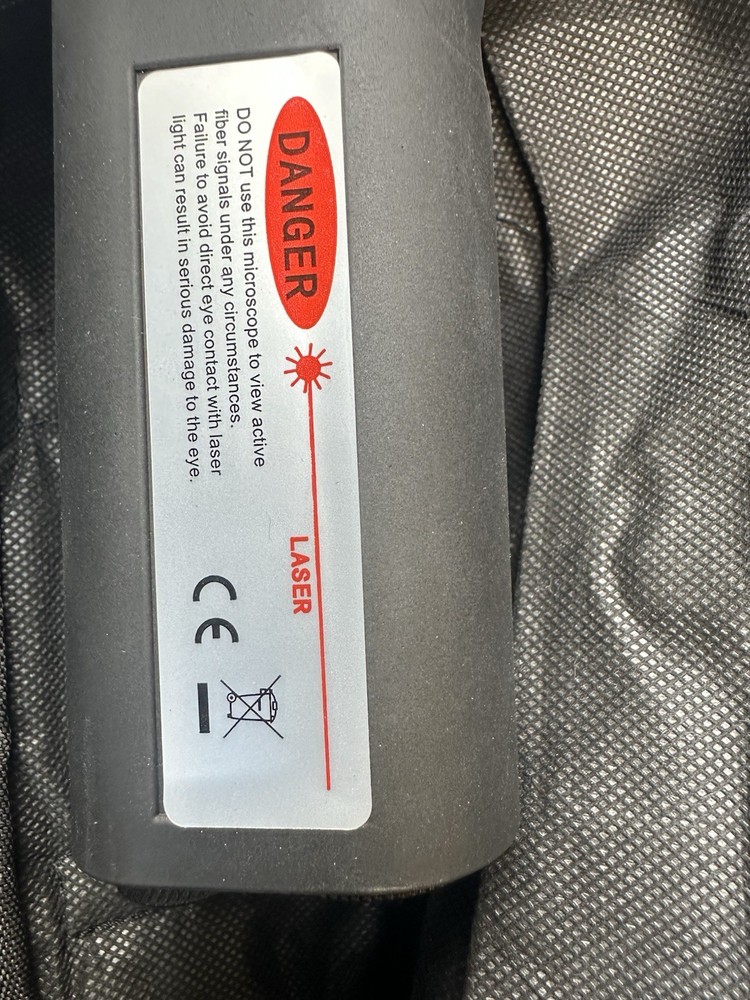 DANGER
LASER
DO NOT use this microscope to view active
fiber signals under any circumstances.
Failure to avoid direct eye contact with laser
light can result in serious damage to the eye.
CE